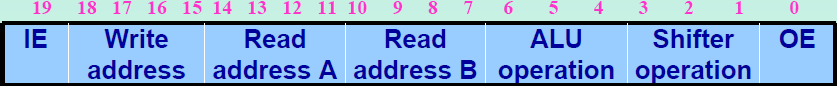 19 18 17 16 15 14 13 12 11 10 9 8 7 6 5 4 3 2 1 0
IE Write Read Read ALU Shifter OE
address address A address B operation operation